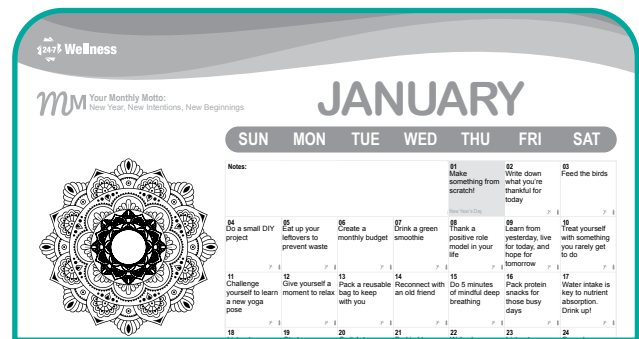 24•7 Wellness
Your Monthly Motto:
New Year, New Intentions, New Beginnings
JANUARY
SUN MON TUE WED THU FRI SAT
Notes:
01
Make
something from
scratch!
New Year's Day
02
Write down
what you're
thankful for
today
03
Feed the birds
04
Do a small DIY
project
05
Eat up your
leftovers to
prevent waste
06
Create a
monthly budget
07
Drink a green
smoothie
08
Thank a
positive role
model in your
life
09
Learn from
yesterday, live
for today, and
hope for
tomorrow
10
Treat yourself
with something
you rarely get
to do
11
Challenge
yourself to learn
a new yoga
pose
12
Give yourself a
moment to relax
13
Pack a reusable
bag to keep
with you
14
Reconnect with
an old friend
15
Do 5 minutes
of mindful deep
breathing
16
Pack protein
snacks for
those busy
days
17
Water intake is
key to nutrient
absorption.
Drink up!
18
19
20
21
22
23
24